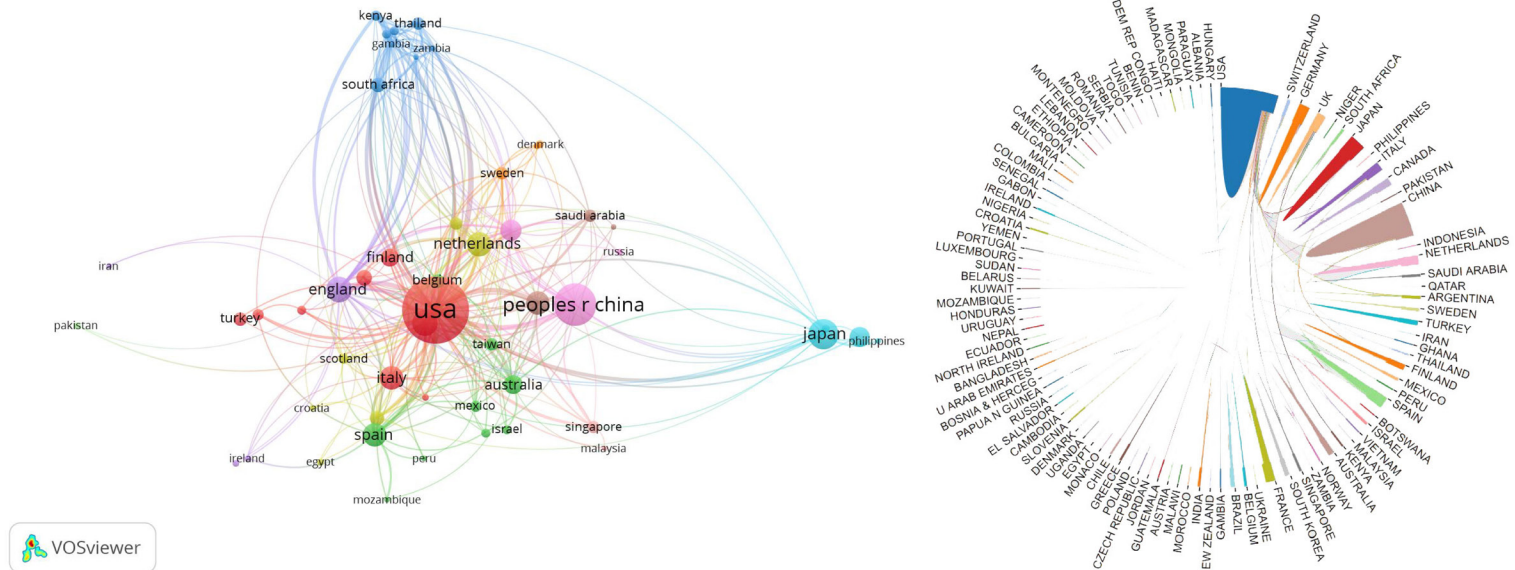 kenya
thailand
gambia
zambia
south africa
denmark
sweden
saudi arabia
netherlands
russia
finland
iran
belgium
england
usa
peoples r china
turkey
pakistan
japan
philippines
taiwan
scotland
italy
australia
mexico
croatia
singapore
spain
israel
malaysia
ireland
egypt
peru
mozambique
VOSviewer
USA
SWITZERLAND
GERMANY
UK
NIGER
SOUTH AFRICA
JAPAN
PHILIPPINES
ITALY
CANADA
PAKISTAN
CHINA
INDONESIA
NETHERLANDS
SAUDI ARABIA
QATAR
ARGENTINA
SWEDEN
TURKEY
IRAN
GHANA
THAILAND
FINLAND
MEXICO
PERU
SPAIN
BOTSWANA
ISRAEL
VIETNAM
MALAYSIA
KENYA
AUSTRALIA
NORWAY
ZAMBIA
SINGAPORE
SOUTH KOREA
FRANCE
UKRAINE
BELGIUM
BRAZIL
GAMBIA
EW ZEALAND
INDIA
MOROCCO
MALAWI
AUSTRIA
GUATEMALA
JORDAN
CZECH REPUBLIC
POLAND
GREECE
CHILE
MONACO
EGYPT
UGANDA
DENMARK
SLOVENIA
CAMBODIA
EL SALVADOR
RUSSIA
PAPUA N GUINEA
BOSNIA & HERCEG
U ARAB EMIRATES
BANGLADESH
NORTH IRELAND
ECUADOR
NEPAL
URUGUAY
HONDURAS
MOZAMBIQUE
KUWAIT
BELARUS
SUDAN
LUXEMBOURG
PORTUGAL
YEMEN
CROATIA
NIGERIA
IRELAND
GABON
SENEGAL
COLOMBIA
MALI
BULGARIA
CAMEROON
ETHIOPIA
LEBANON
MONTENEGRO
MOLDOVA
ROMANIA
SERBIA
TOGO
TUNISIA
BENIN
DEM REP CONGO
HAITI
MADAGASCAR
MONGOLIA
PARAGUAY
ALBANIA
HUNGARY